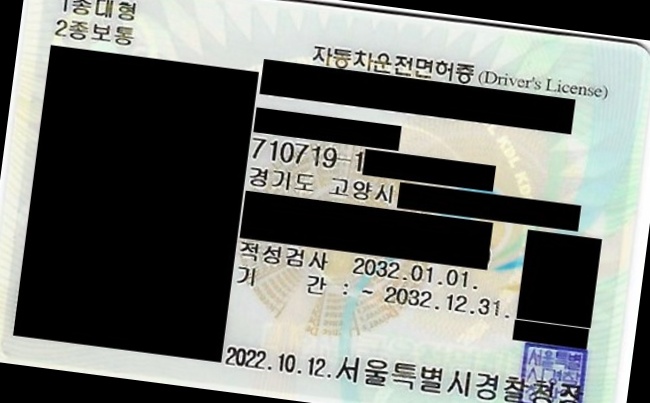 1종대형
2종보통
자동차운전면허증 (Driver's License)
710719-1
경기도 고양시
적성검사 2032.01.01.
기 간 : ~ 2032.12.31.
2022.10.12. 서울특별시경찰청장
서울특별
시경찰